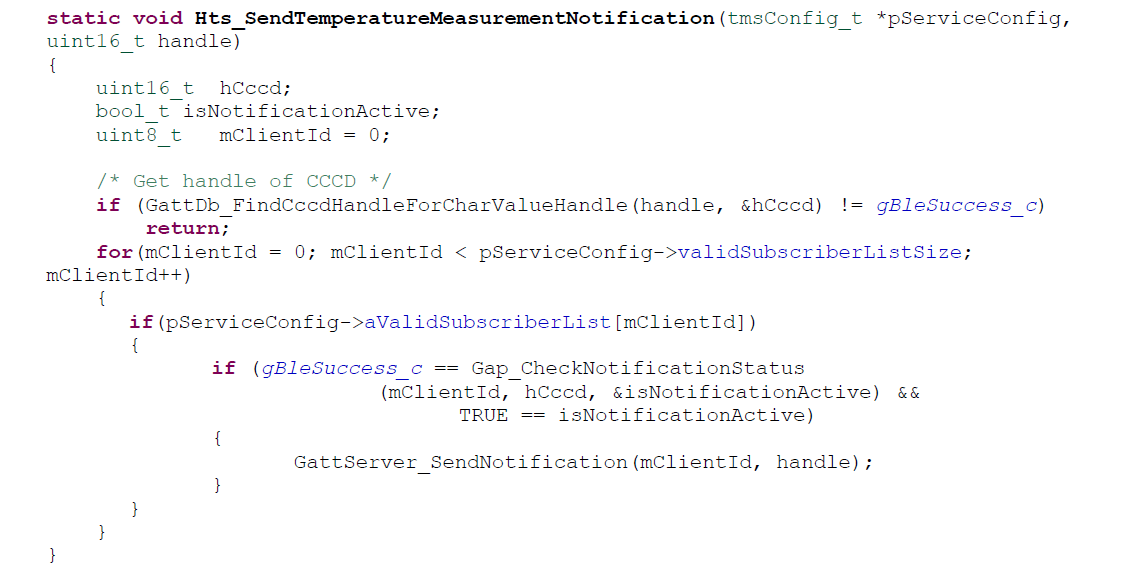 static void Hts_SendTemperatureMeasurementNotification(tmsConfig_t *pServiceConfig,
uint16_t handle)
{
uint16_t hCccd;
bool_t isNotificationActive;
uint8_t mClientId = 0;
/* Get handle of CCCD */
if (GattDb_FindCccdHandleForCharValueHandle(handle, &hCccd) != gBleSuccess_c)
return;
for(mClientId = 0; mClientId < pServiceConfig->validSubscriberListSize;
mClientId++)
{
if(pServiceConfig->aValidSubscriberList[mClientId])
{
if (gBleSuccess_c == Gap_CheckNotificationStatus
(mClientId, hCccd, &isNotificationActive) &&
TRUE == isNotificationActive)
{
GattServer_SendNotification(mClientId, handle);
}
}
}
}